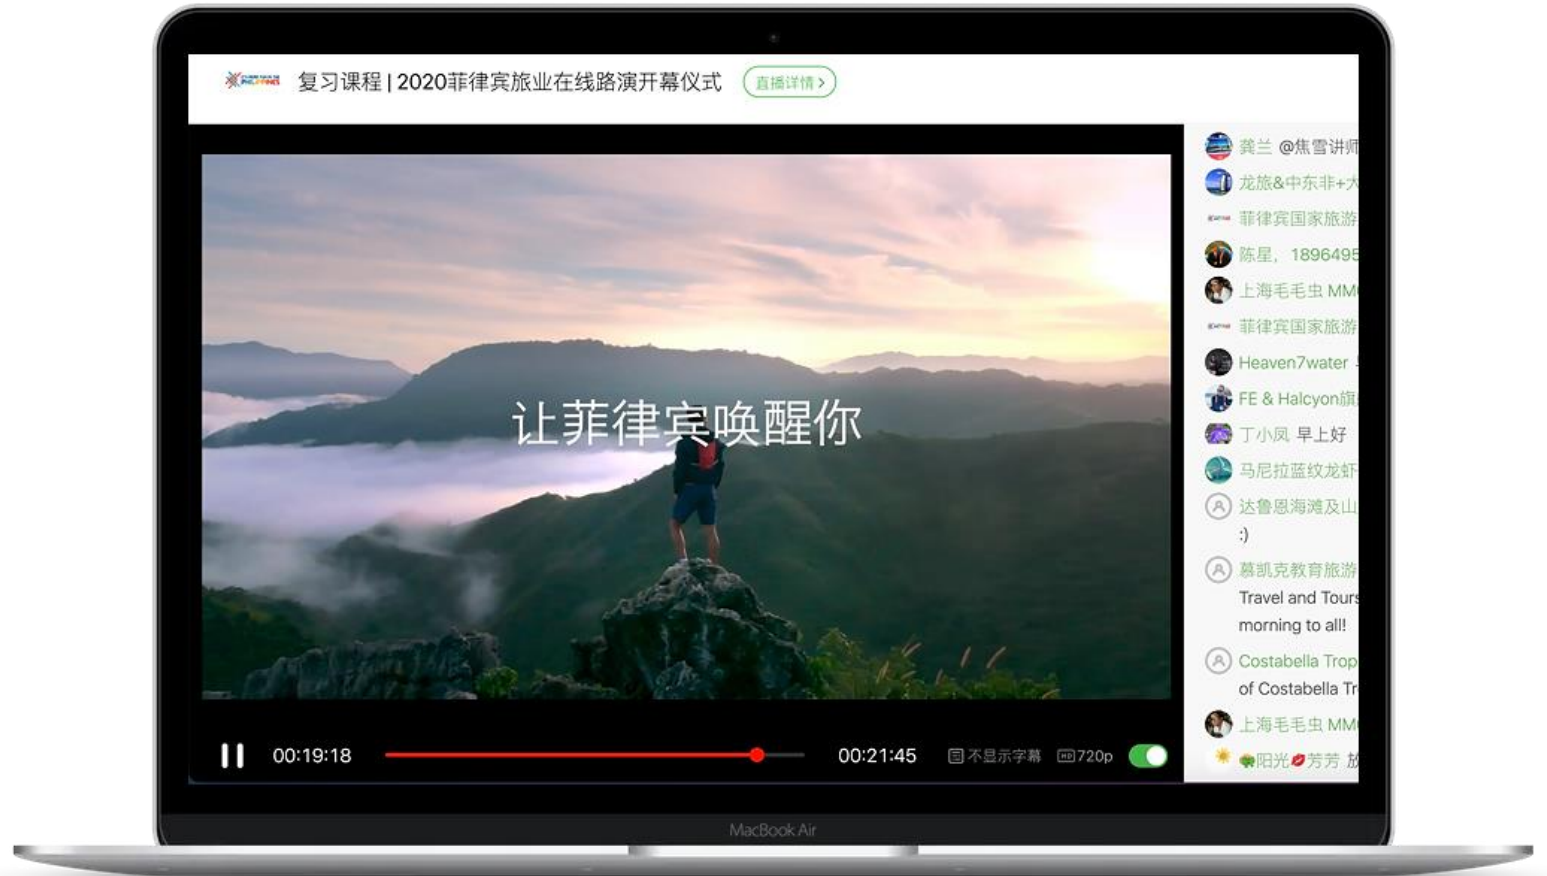 PHILIPPINES
复习课程 | 2020菲律宾旅业在线路演开幕仪式
直播详情 >
让菲律宾唤醒你
00:19:18
00:21:45
不显示字幕
HD 720p
龚兰 @焦雪讲师
龙旅&中东非+大
菲律宾国家旅游
陈星，1896495
上海毛毛虫 MM
菲律宾国家旅游
Heaven7water
FE & Halcyon旗
丁小凤 早上好
马尼拉蓝纹龙虾
达鲁恩海滩及山
:)
慕凯克教育旅游
Travel and Tours
morning to all!
Costabella Trop
of Costabella Tr
上海毛毛虫 MM
阳光芳芳 放
MacBook Air